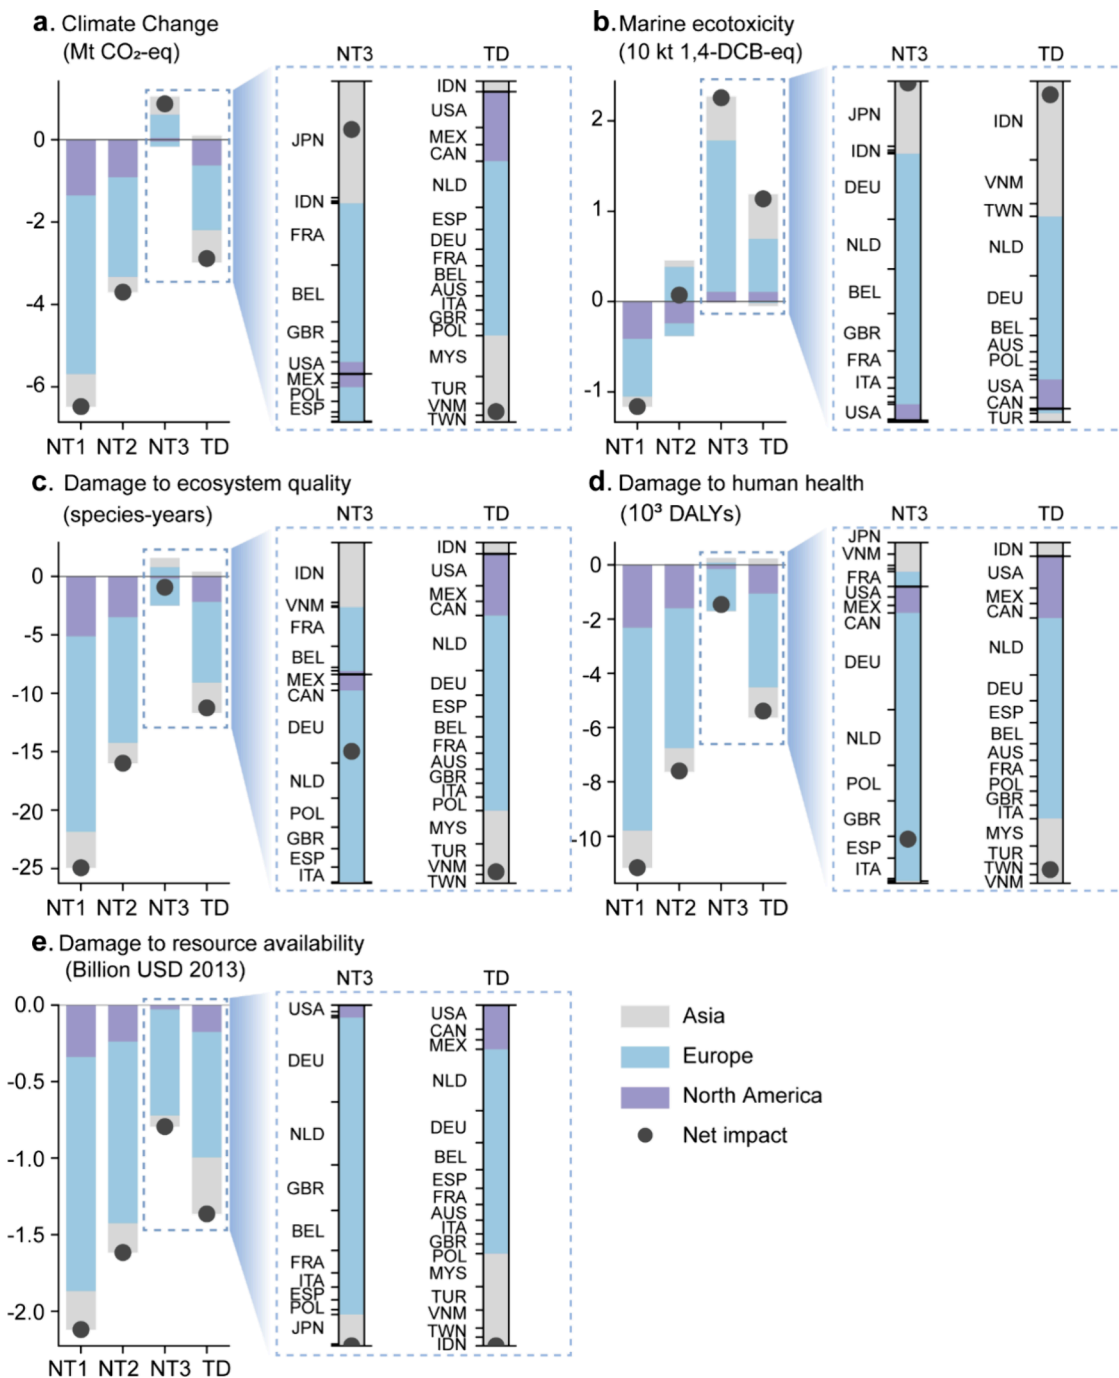 a. Climate Change
(Mt CO₂-eq)
NT3
TD
0
-2
-4
-6
NT1
NT2
NT3
TD
JPN
IDN
FRA
BEL
GBR
USA
MEX
POL
ESP
IDN
USA
MEX
CAN
NLD
ESP
DEU
FRA
BEL
AUS
ITA
GBR
POL
MYS
TUR
VNM
TWN
b. Marine ecotoxicity
(10 kt 1,4-DCB-eq)
NT3
TD
2
1
0
-1
NT1
NT2
NT3
TD
JPN
IDN
DEU
NLD
BEL
GBR
FRA
ITA
USA
IDN
VNM
TWN
NLD
DEU
BEL
AUS
POL
USA
CAN
TUR
c. Damage to ecosystem quality
(species-years)
NT3
TD
0
-5
-10
-15
-20
-25
NT1
NT2
NT3
TD
IDN
VNM
FRA
BEL
MEX
CAN
DEU
NLD
POL
GBR
ESP
ITA
IDN
USA
MEX
CAN
NLD
DEU
ESP
BEL
FRA
AUS
GBR
ITA
POL
MYS
TUR
VNM
TWN
d. Damage to human health
(10³ DALYs)
NT3
TD
0
-2
-4
-6
-8
-10
NT1
NT2
NT3
TD
JPN
VNM
FRA
USA
MEX
CAN
DEU
NLD
POL
GBR
ESP
ITA
IDN
USA
MEX
CAN
NLD
DEU
ESP
BEL
AUS
FRA
POL
GBR
ITA
MYS
TUR
TWN
VNM
e. Damage to resource availability
(Billion USD 2013)
NT3
TD
0.0
-0.5
-1.0
-1.5
-2.0
NT1
NT2
NT3
TD
USA
DEU
NLD
GBR
BEL
FRA
ITA
ESP
POL
JPN
USA
CAN
MEX
NLD
DEU
BEL
ESP
FRA
AUS
ITA
GBR
POL
MYS
TUR
VNM
TWN
IDN
Asia
Europe
North America
Net impact